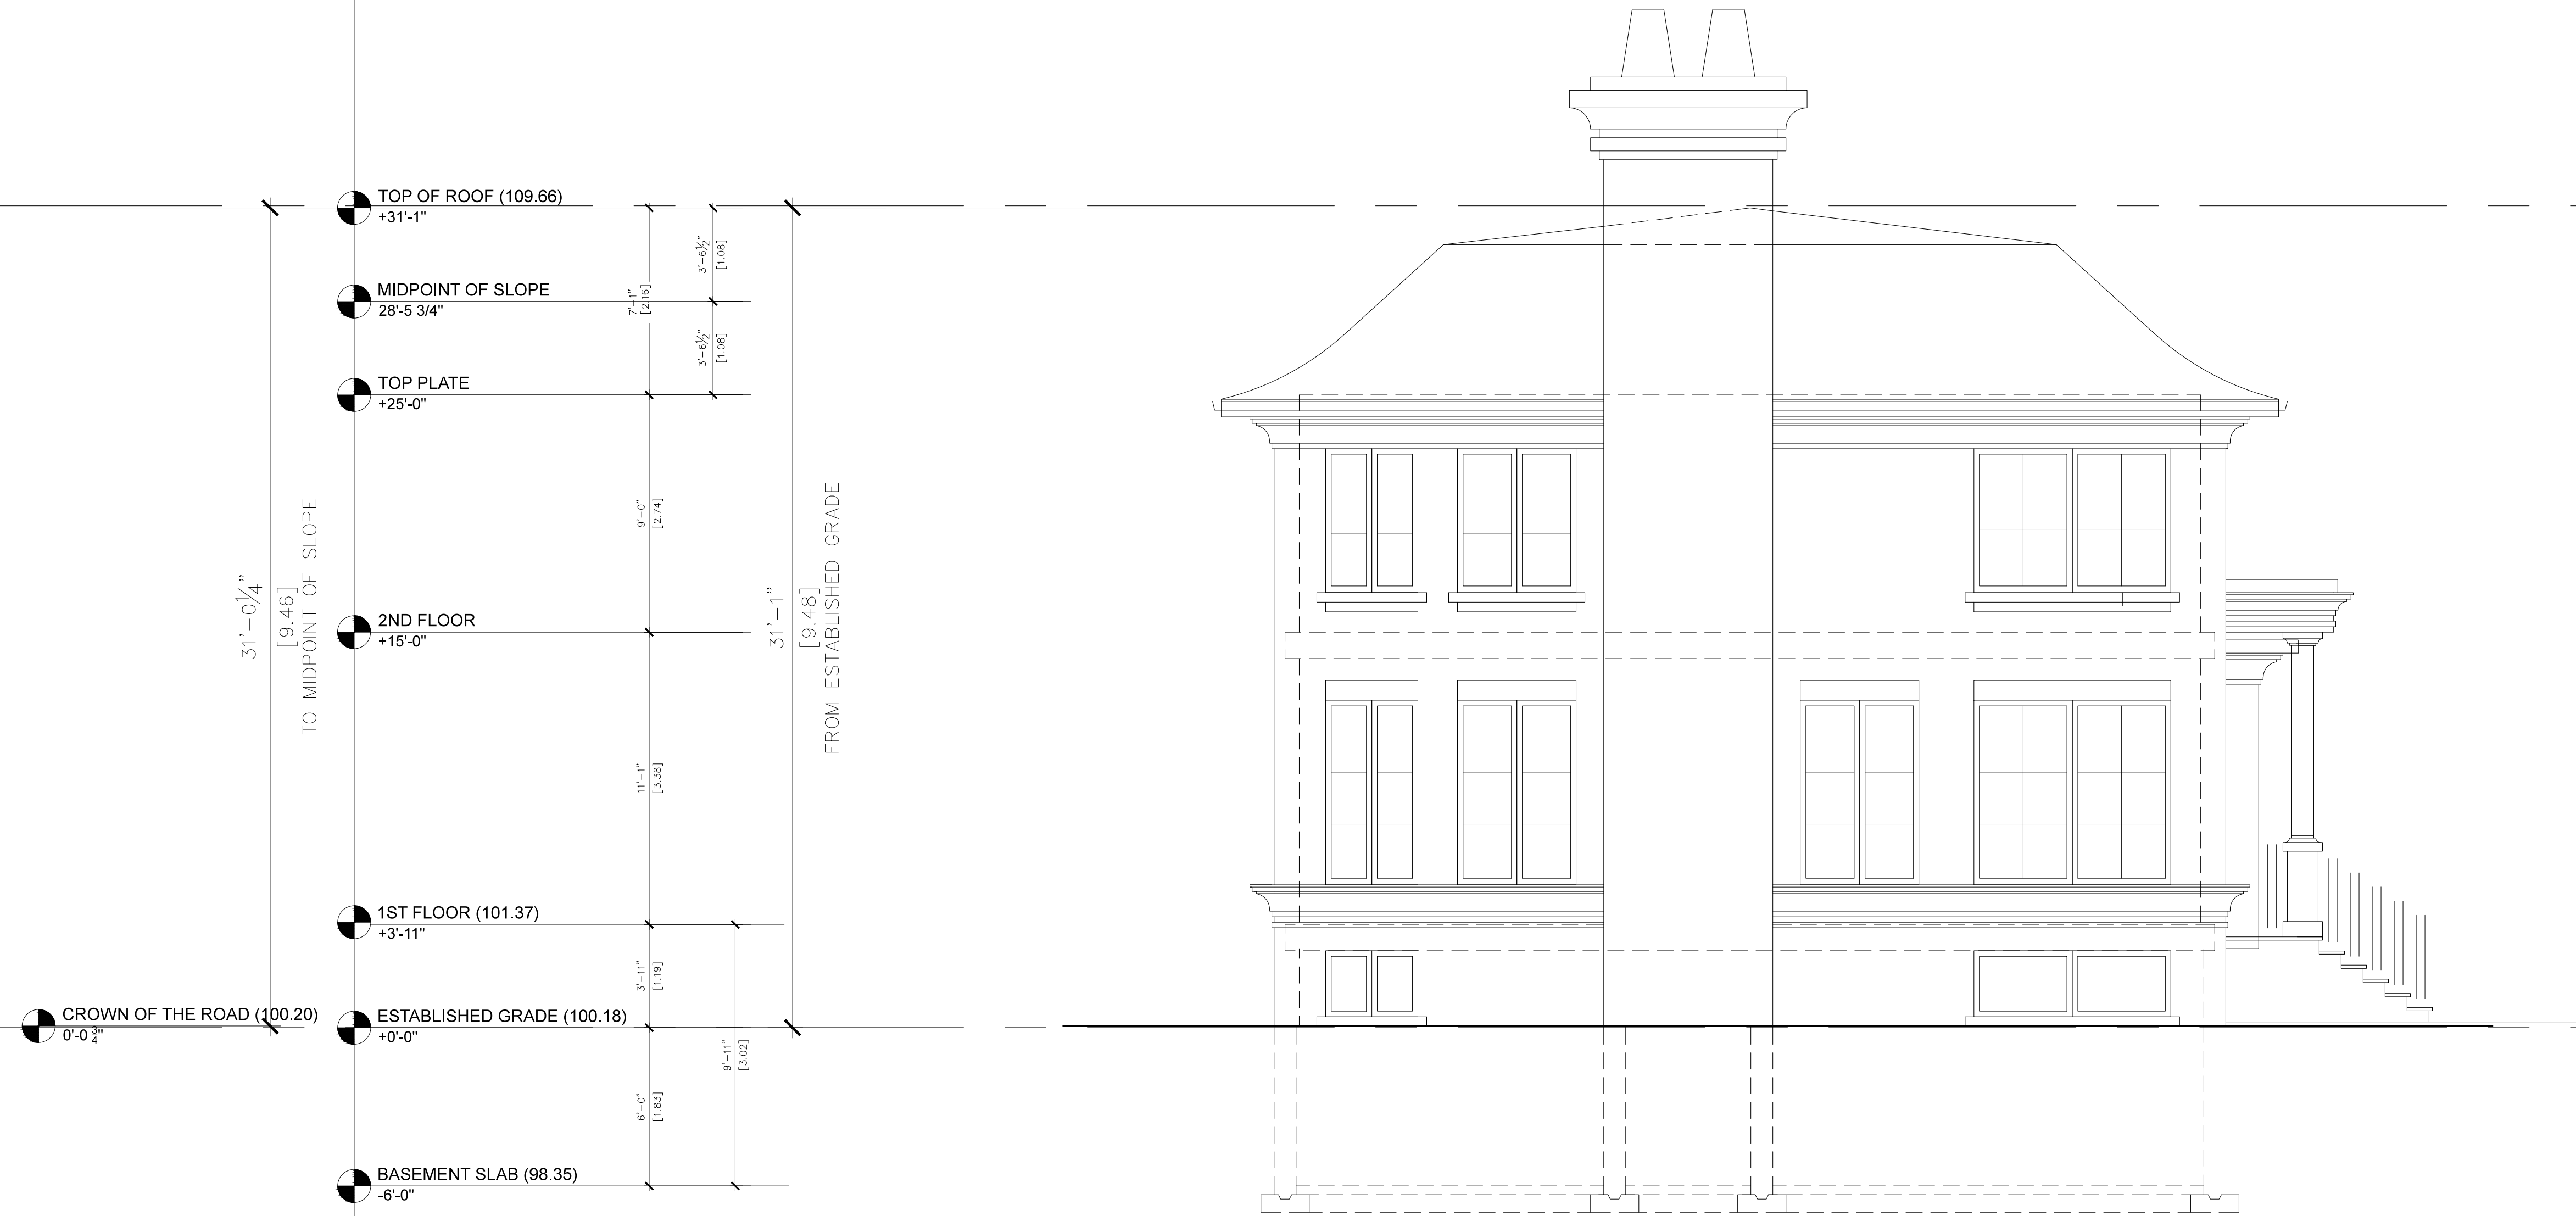 TOP OF ROOF (109.66)
+31'-1"
MIDPOINT OF SLOPE
28'-5 3/4"
TOP PLATE
+25'-0"
2ND FLOOR
+15'-0"
1ST FLOOR (101.37)
+3'-11"
CROWN OF THE ROAD (100.20)
0'-0 3/4"
ESTABLISHED GRADE (100.18)
+0'-0"
BASEMENT SLAB (98.35)
-6'-0"
31'-0¼"
[9.46]
TO MIDPOINT OF SLOPE
7'-1"
[2.16]
9'-0"
[2.74]
11'-1"
[3.38]
3'-11"
[1.19]
6'-0"
[1.83]
3'-6½"
[1.08]
3'-6½"
[1.08]
9'-11"
[3.02]
31'-1"
[9.48]
FROM ESTABLISHED GRADE